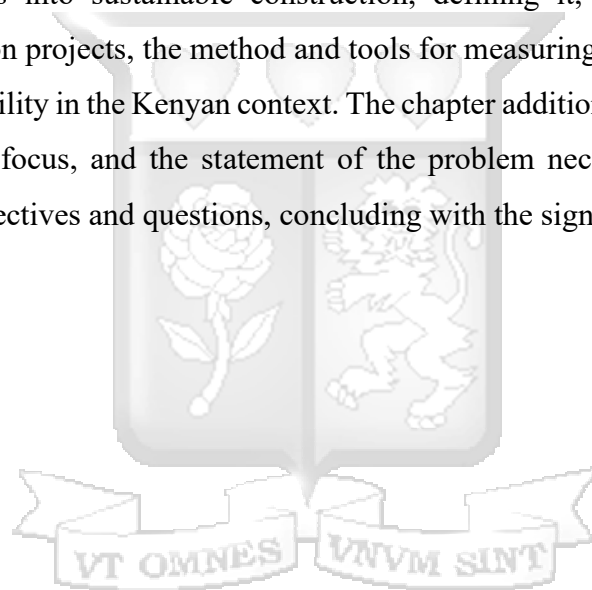 into sustainable construction, defining it,
on projects, the method and tools for measuring
ility in the Kenyan context. The chapter addition
focus, and the statement of the problem nec
ectives and questions, concluding with the sign
VT OMNES VNVM SINT